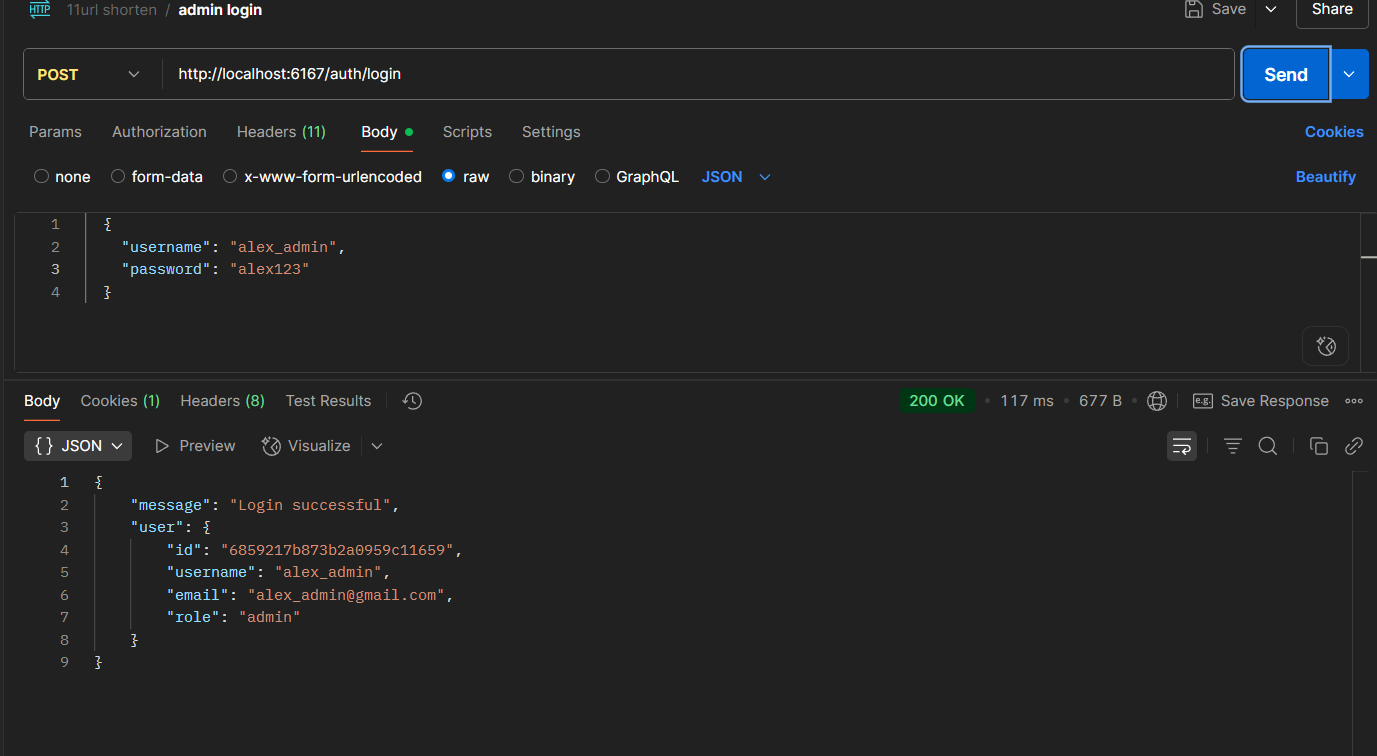 HTTP 11url shorten / admin login Save Share
POST http://localhost:6167/auth/login Send
Params Authorization Headers (11) Body Scripts Settings Cookies
none form-data x-www-form-urlencoded raw binary GraphQL JSON Beautify
1 {
2 "username": "alex_admin",
3 "password": "alex123"
4 }
Body Cookies (1) Headers (8) Test Results 200 OK • 117 ms • 677 B • e.g. Save Response
{} JSON Preview Visualize
1 {
2 "message": "Login successful",
3 "user": {
4 "id": "6859217b873b2a0959c11659",
5 "username": "alex_admin",
6 "email": "alex_admin@gmail.com",
7 "role": "admin"
8 }
9 }